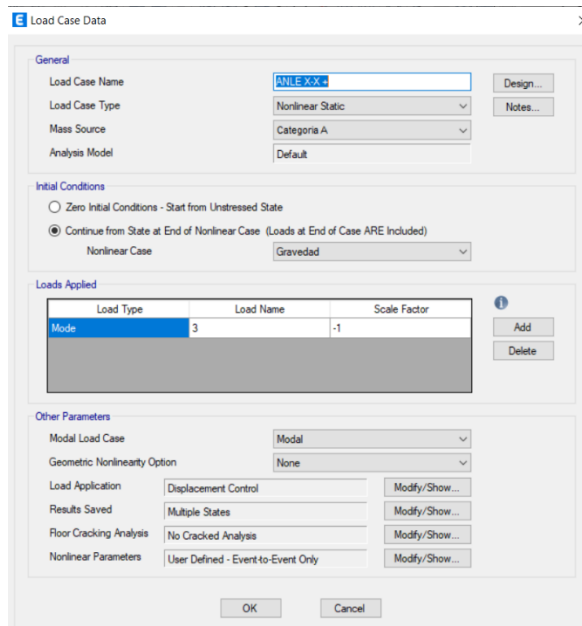 E Load Case Data
General
Load Case Name ANLE X-X + Design...
Load Case Type Nonlinear Static Notes...
Mass Source Categoria A
Analysis Model Default
Initial Conditions
Zero Initial Conditions - Start from Unstressed State
Continue from State at End of Nonlinear Case (Loads at End of Case ARE Included)
Nonlinear Case Gravedad
Loads Applied
Load Type Load Name Scale Factor
Mode 3 -1 Add
Delete
Other Parameters
Modal Load Case Modal
Geometric Nonlinearity Option None
Load Application Displacement Control Modify/Show...
Results Saved Multiple States Modify/Show...
Floor Cracking Analysis No Cracked Analysis Modify/Show...
Nonlinear Parameters User Defined - Event-to-Event Only Modify/Show...
OK Cancel